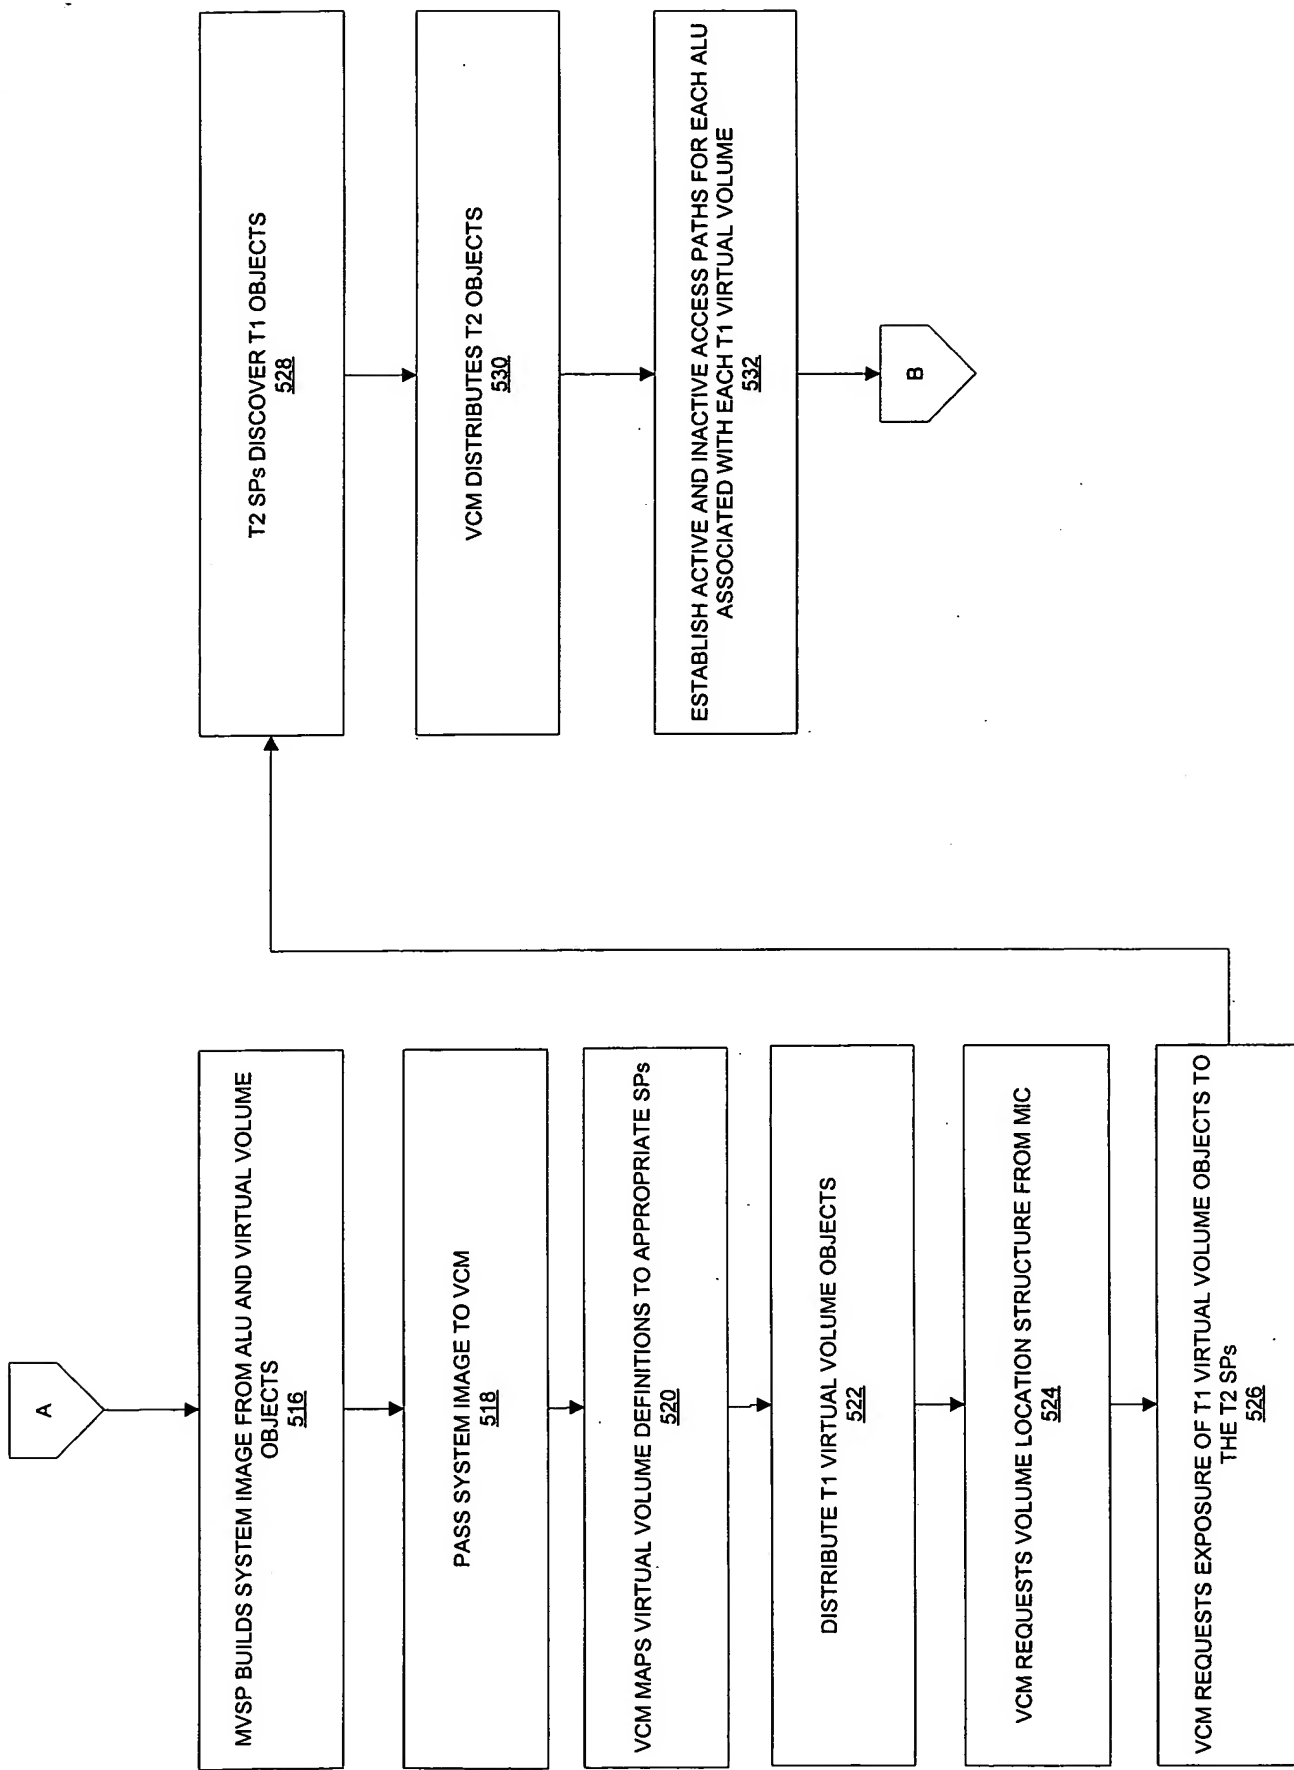 A
MVSP BUILDS SYSTEM IMAGE FROM ALU AND VIRTUAL VOLUME
OBJECTS
516
PASS SYSTEM IMAGE TO VCM
518
VCM MAPS VIRTUAL VOLUME DEFINITIONS TO APPROPRIATE SPs
520
DISTRIBUTE T1 VIRTUAL VOLUME OBJECTS
522
VCM REQUESTS VOLUME LOCATION STRUCTURE FROM MIC
524
VCM REQUESTS EXPOSURE OF T1 VIRTUAL VOLUME OBJECTS TO
THE T2 SPs
526
T2 SPs DISCOVER T1 OBJECTS
528
VCM DISTRIBUTES T2 OBJECTS
530
ESTABLISH ACTIVE AND INACTIVE ACCESS PATHS FOR EACH ALU
ASSOCIATED WITH EACH T1 VIRTUAL VOLUME
532
B